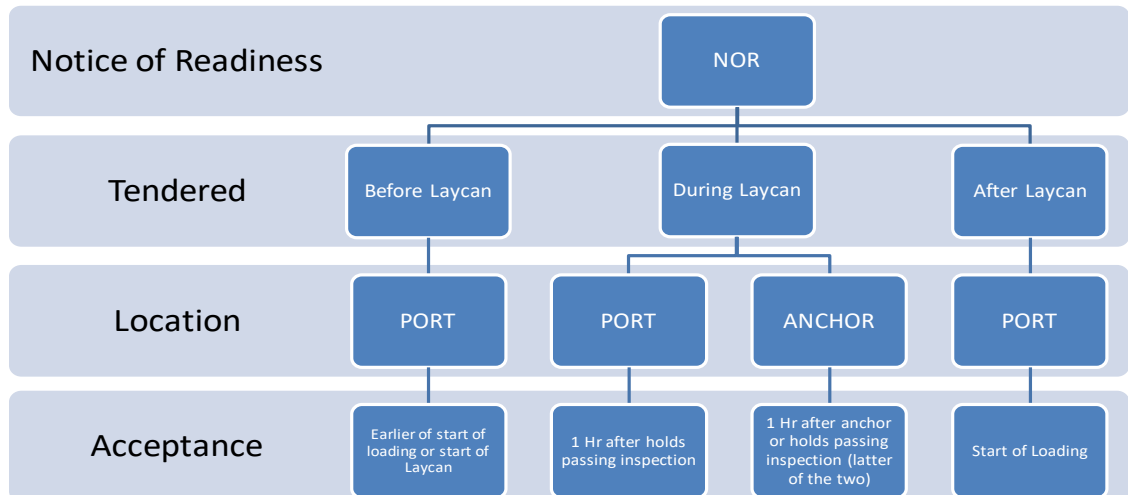 Notice of Readiness
NOR
Tendered
Before Laycan
During Laycan
After Laycan
Location
PORT
PORT
ANCHOR
PORT
Acceptance
Earlier of start of
loading or start of
Laycan
1 Hr after holds
passing inspection
1 Hr after anchor
or holds passing
inspection (latter
of the two)
Start of Loading